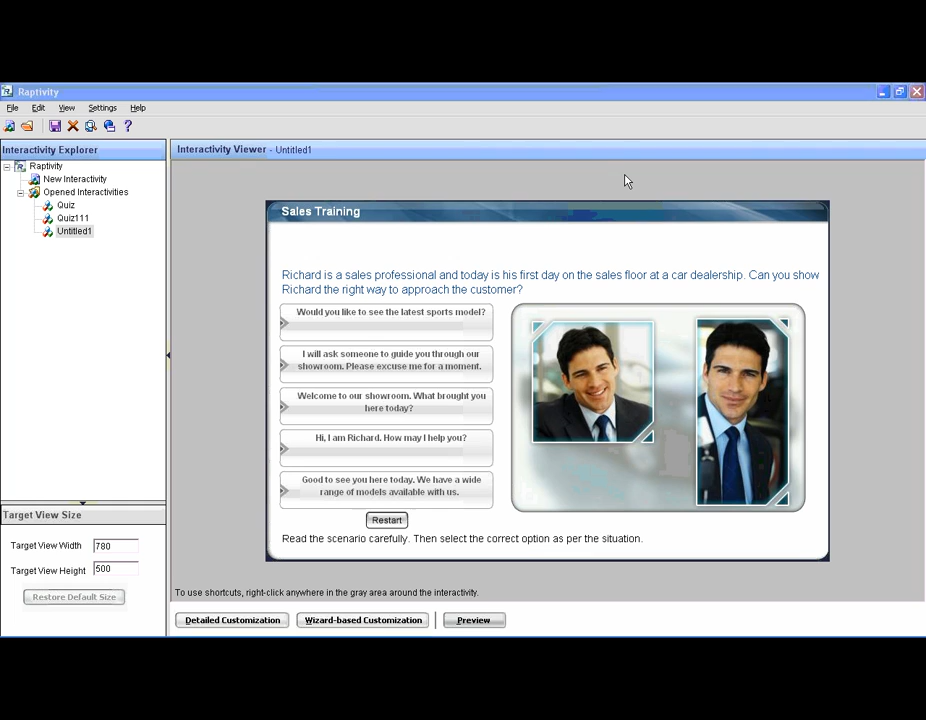 Raptivity
File Edit View Settings Help
Interactivity Explorer
Raptivity
New Interactivity
Opened Interactivities
Quiz
Quiz111
Untitled1
Target View Size
Target View Width 780
Target View Height 500
Restore Default Size
Interactivity Viewer - Untitled1
Sales Training
Richard is a sales professional and today is his first day on the sales floor at a car dealership. Can you show
Richard the right way to approach the customer?
Would you like to see the latest sports model?
I will ask someone to guide you through our
showroom. Please excuse me for a moment.
Welcome to our showroom. What brought you
here today?
Hi, I am Richard. How may I help you?
Good to see you here today. We have a wide
range of models available with us.
Restart
Read the scenario carefully. Then select the correct option as per the situation.
To use shortcuts, right-click anywhere in the gray area around the interactivity.
Detailed Customization Wizard-based Customization Preview